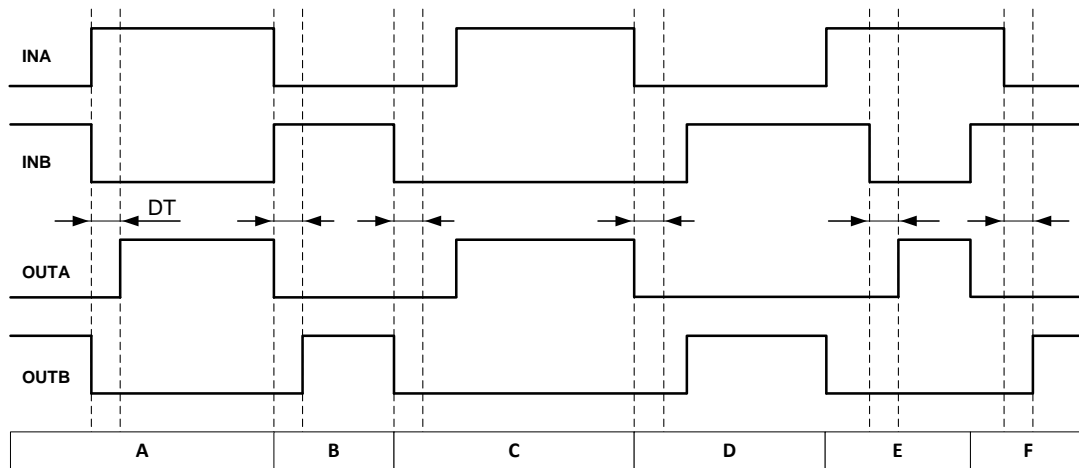 INA
INB
DT
OUTA
OUTB
A B C D E F